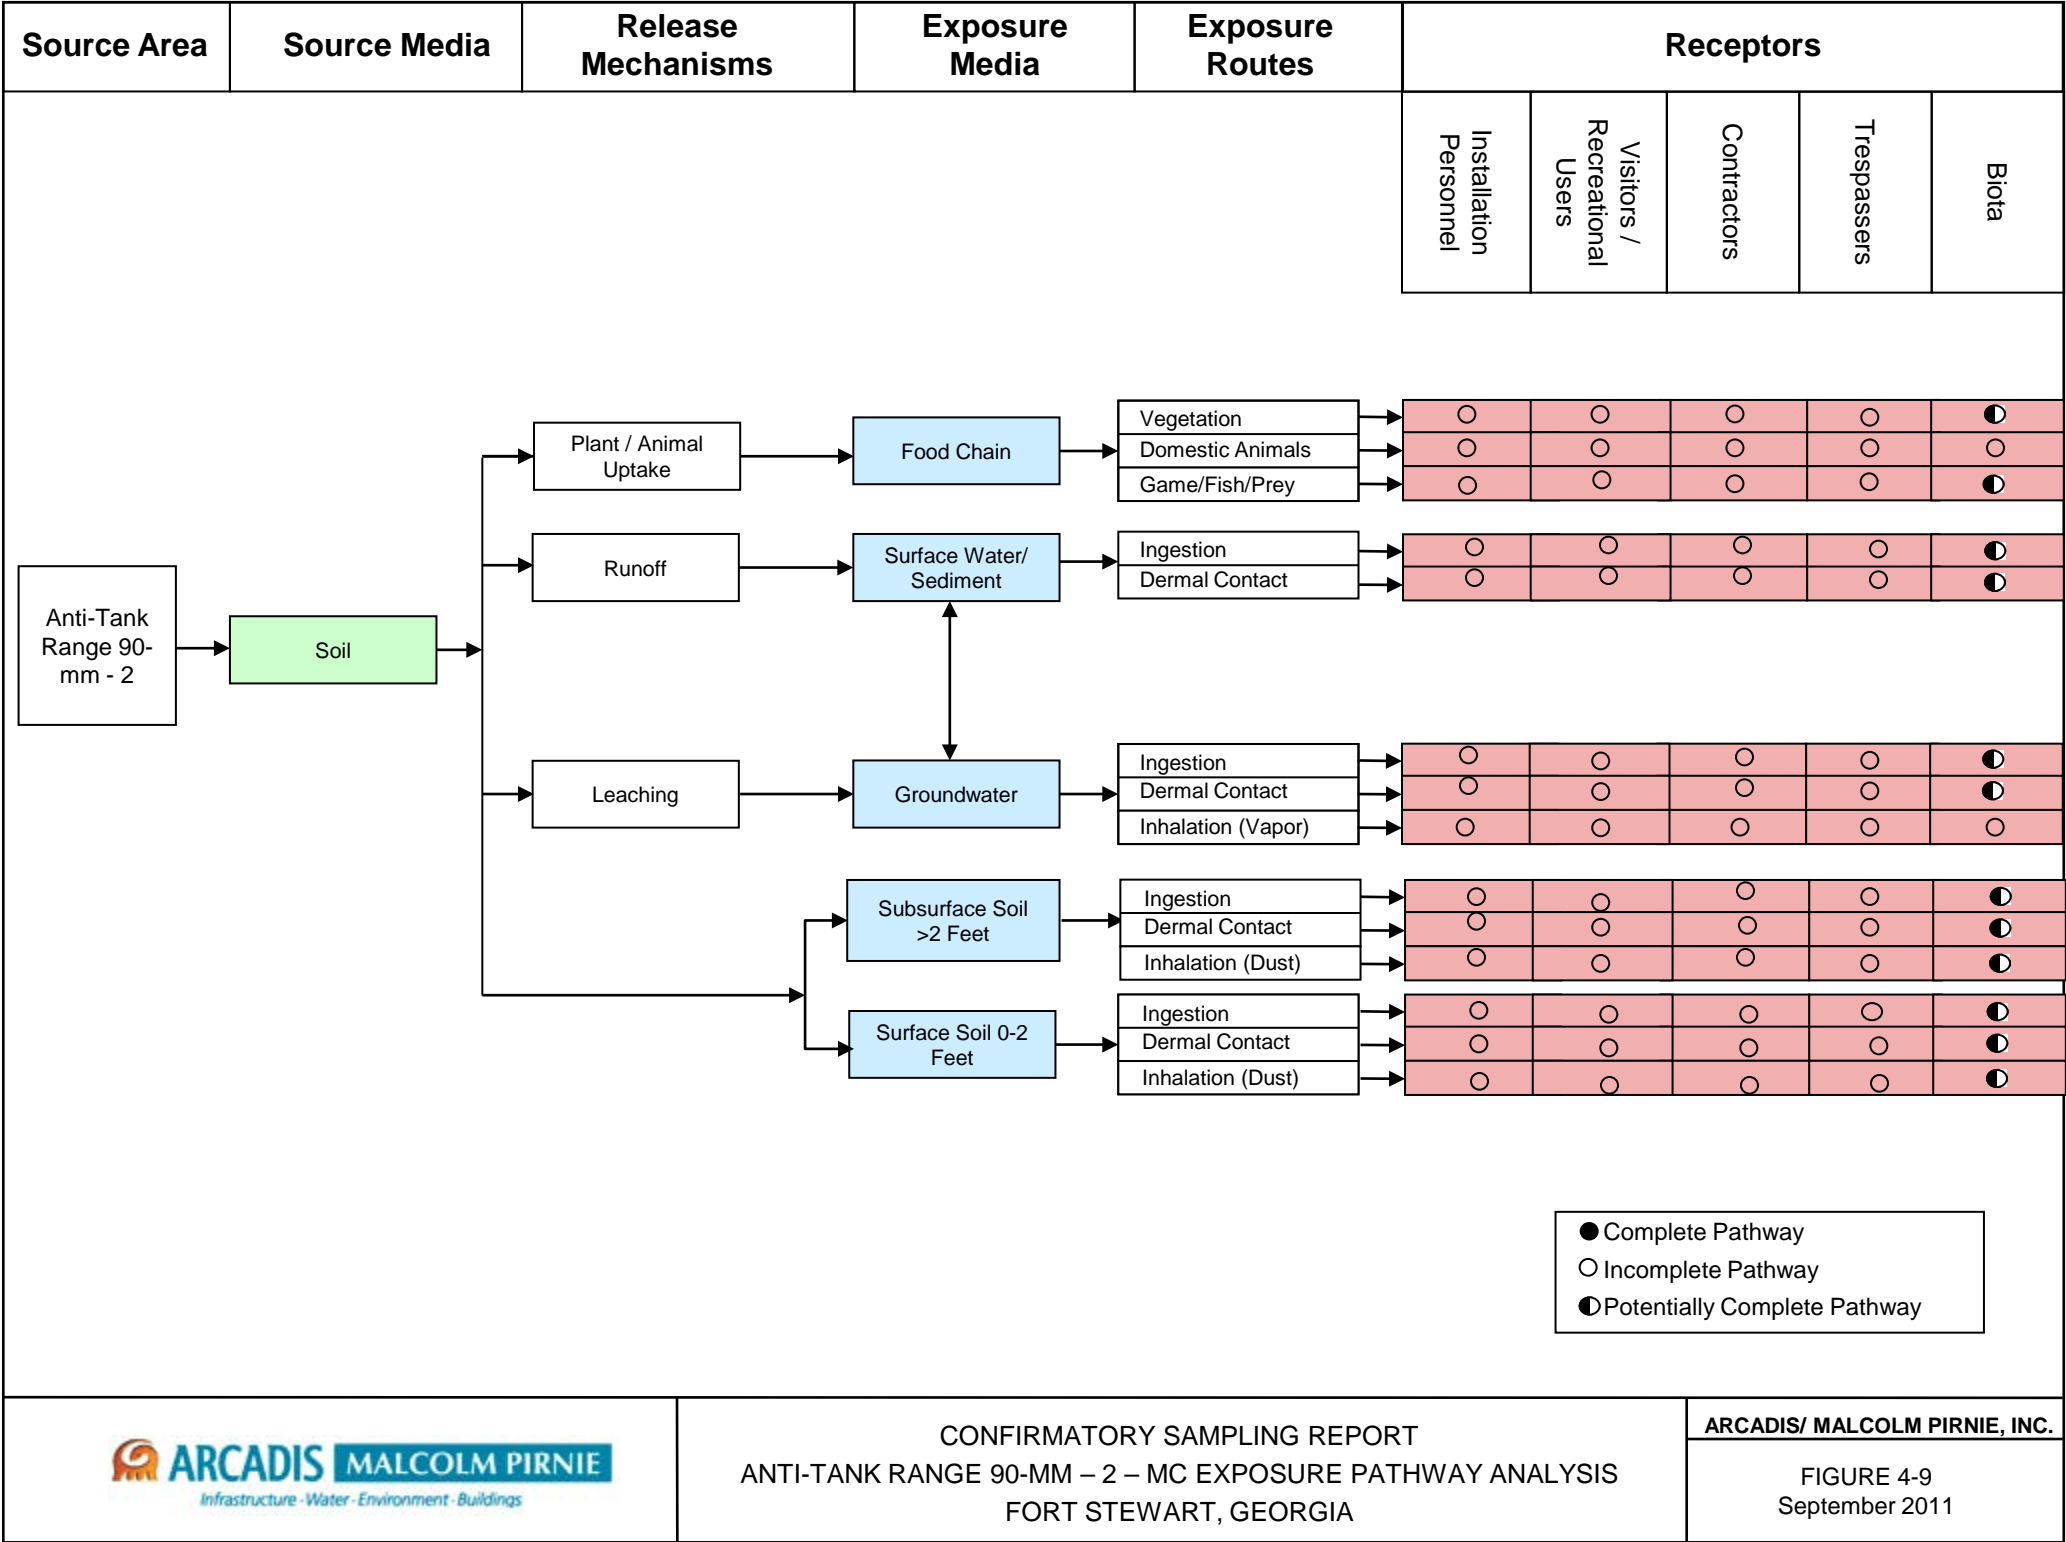 Source Area
Source Media
Release
Mechanisms
Exposure
Media
Exposure
Routes
Receptors
Installation
Personnel
Visitors /
Recreational
Users
Contractors
Trespassers
Biota
Plant / Animal
Uptake
Food Chain
Vegetation
Domestic Animals
Game/Fish/Prey
Runoff
Surface Water/
Sediment
Ingestion
Dermal Contact
Anti-Tank
Range 90-
mm - 2
Soil
Leaching
Groundwater
Ingestion
Dermal Contact
Inhalation (Vapor)
Subsurface Soil
>2 Feet
Ingestion
Dermal Contact
Inhalation (Dust)
Surface Soil 0-2
Feet
Ingestion
Dermal Contact
Inhalation (Dust)
Complete Pathway
Incomplete Pathway
Potentially Complete Pathway
ARCADIS MALCOLM PIRNIE
Infrastructure · Water · Environment · Buildings
CONFIRMATORY SAMPLING REPORT
ANTI-TANK RANGE 90-MM – 2 – MC EXPOSURE PATHWAY ANALYSIS
FORT STEWART, GEORGIA
ARCADIS/ MALCOLM PIRNIE, INC.
FIGURE 4-9
September 2011